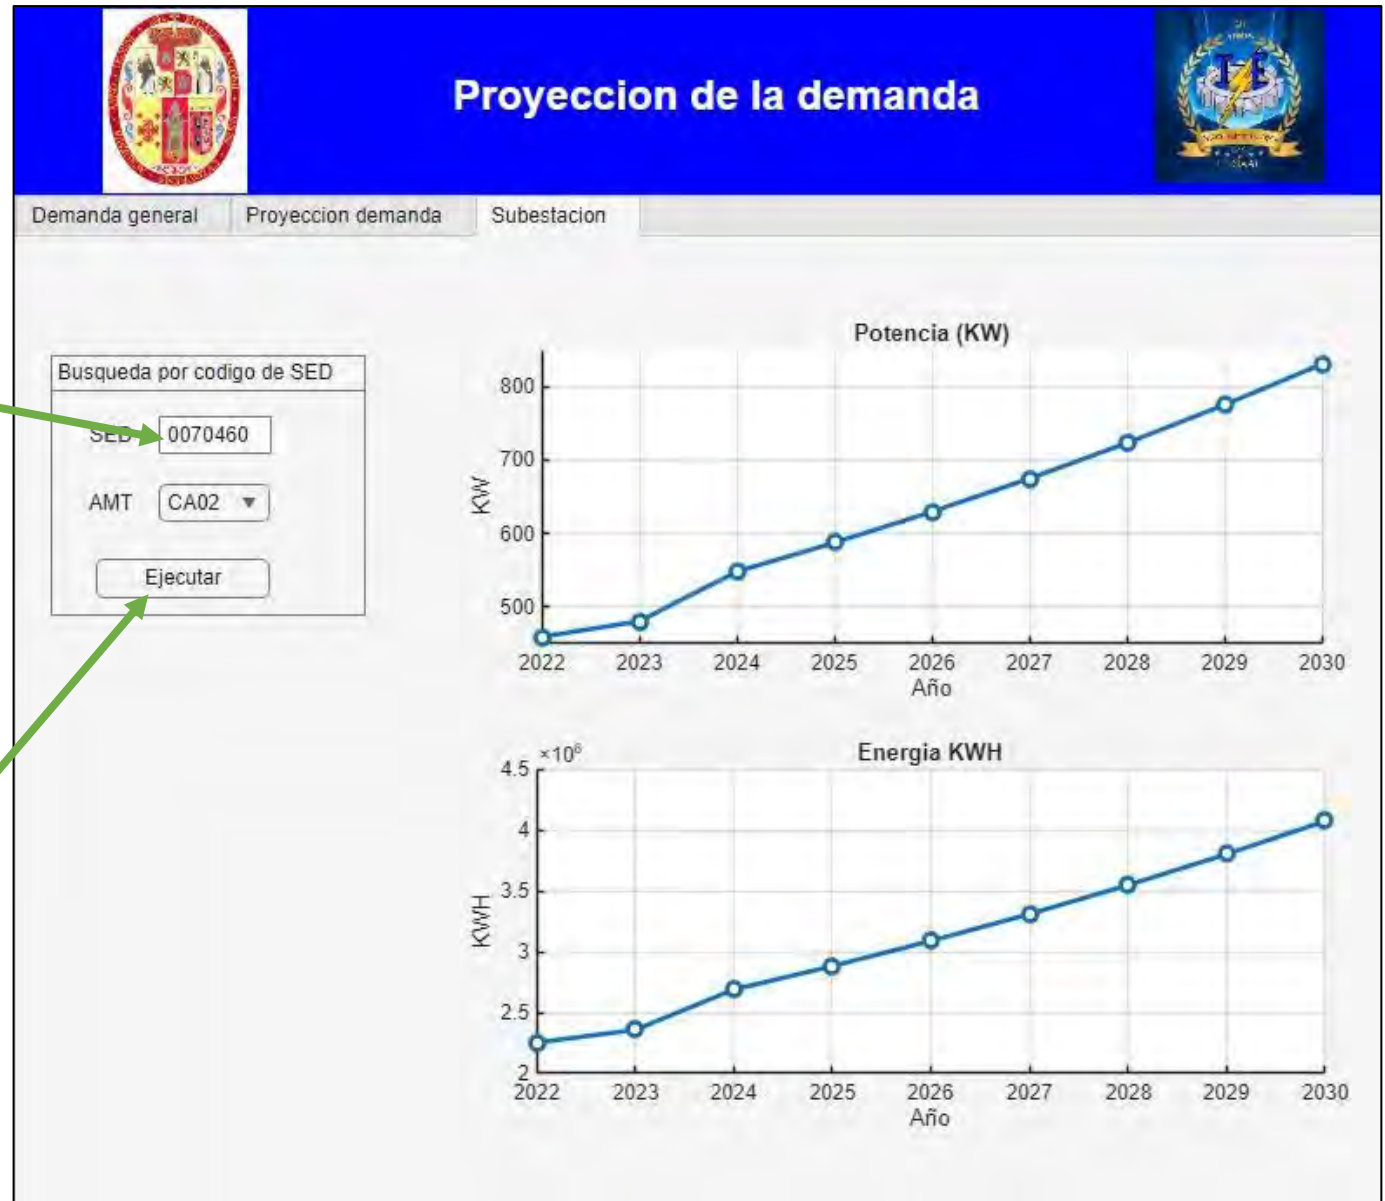 Proyeccion de la demanda
Demanda general Proyeccion demanda Subestacion
Busqueda por codigo de SED
SED 0070460
AMT CA02
Ejecutar
Potencia (KW)
800
700
600
500
KW
2022 2023 2024 2025 2026 2027 2028 2029 2030
Año
Energia KWH
×10⁶
4.5
4
3.5
3
2.5
2
KWH
2022 2023 2024 2025 2026 2027 2028 2029 2030
Año